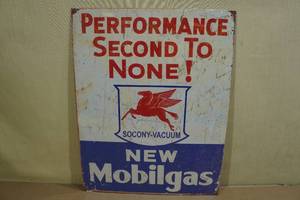 PERFORMANCE
SECOND TO
NONE!
SOCONY-VACUUM
NEW
Mobilgas